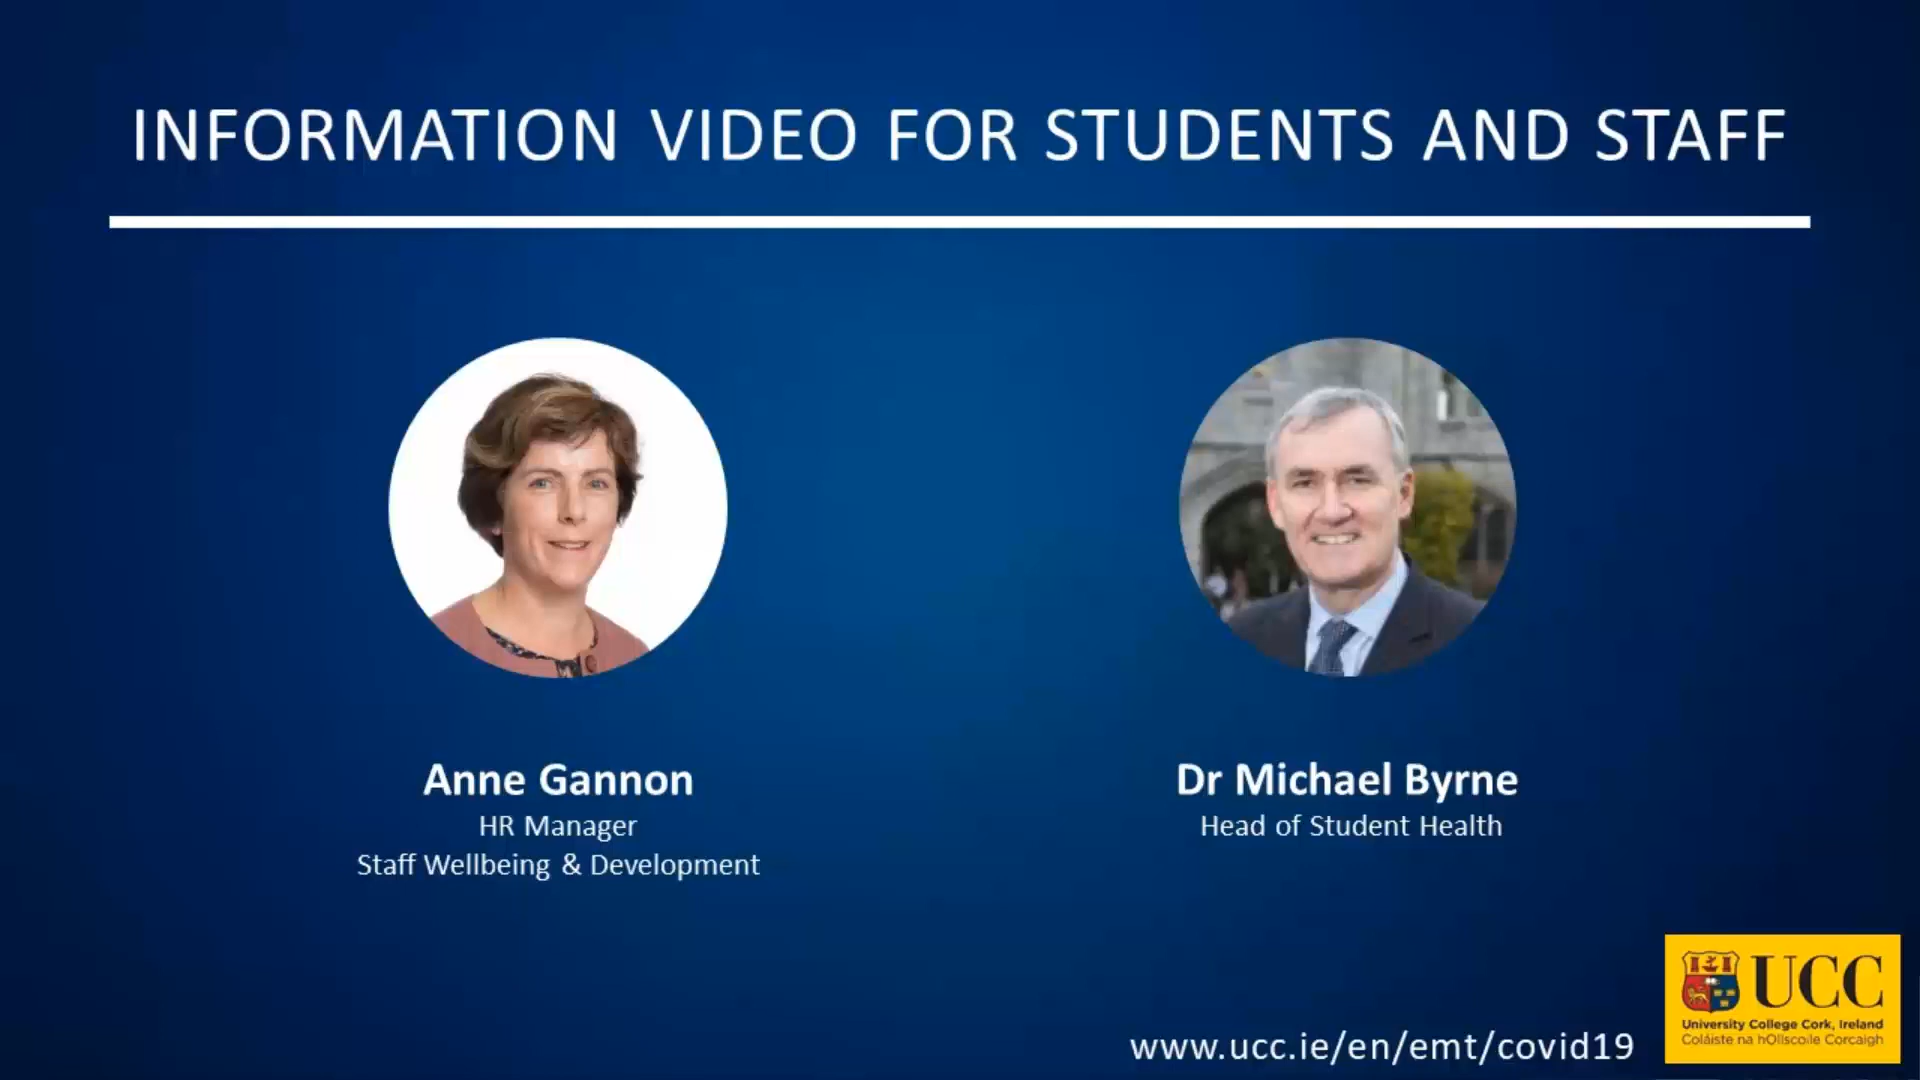 INFORMATION VIDEO FOR STUDENTS AND STAFF
Anne Gannon
HR Manager
Staff Wellbeing & Development
Dr Michael Byrne
Head of Student Health
www.ucc.ie/en/emt/covid19
UCC
University College Cork, Ireland
Coláiste na hOllscoile Corcaigh